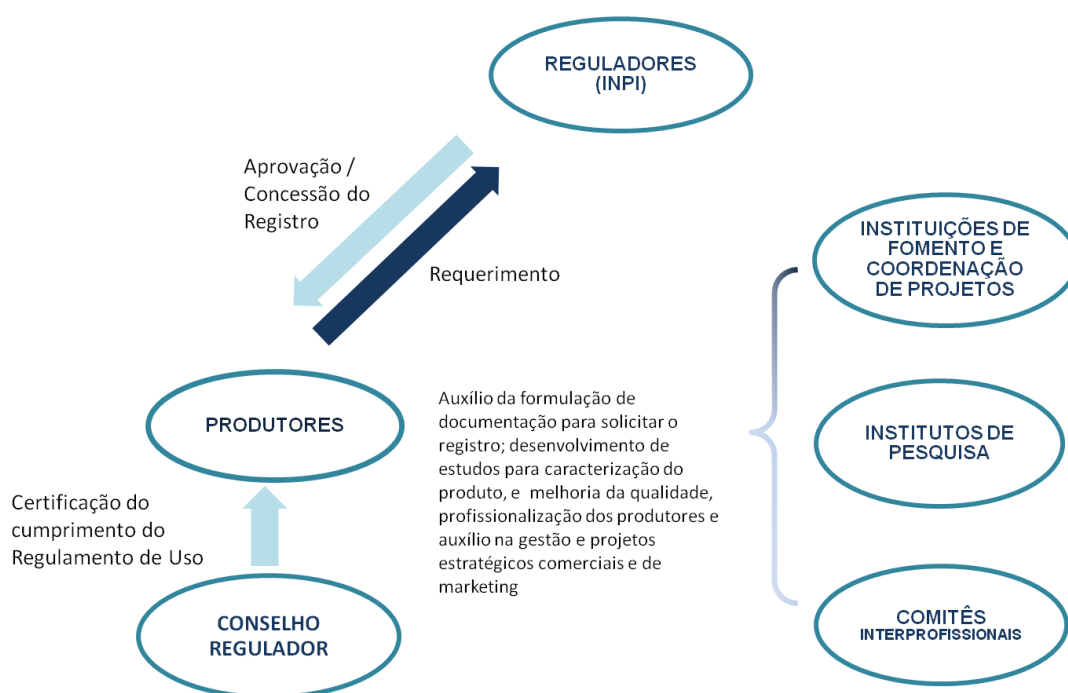 REGULADORES
(INPI)
Aprovação /
Concessão do
Registro
Requerimento
INSTITUIÇÕES DE
FOMENTO E
COORDENAÇÃO
DE PROJETOS
PRODUTORES
Auxílio da formulação de
documentação para solicitar o
registro; desenvolvimento de
estudos para caracterização do
produto, e melhoria da qualidade,
profissionalização dos produtores e
auxílio na gestão e projetos
estratégicos comerciais e de
marketing
INSTITUTOS DE
PESQUISA
Certificação do
cumprimento do
Regulamento de Uso
CONSELHO
REGULADOR
COMITÊS
INTERPROFISSIONAIS